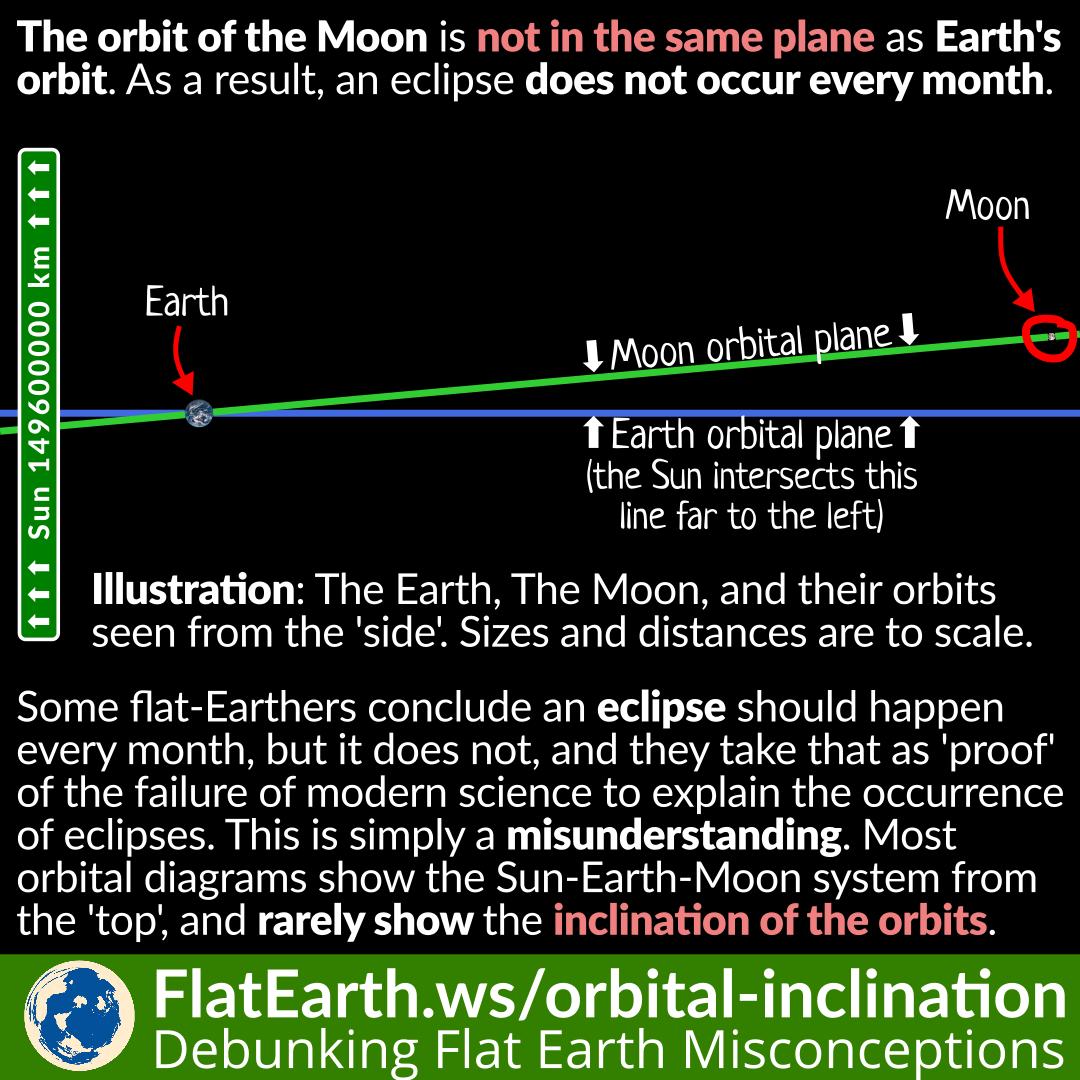 The orbit of the Moon is not in the same plane as Earth's
orbit. As a result, an eclipse does not occur every month.
Moon
Earth
⬇Moon orbital plane⬇
⬆Earth orbital plane⬆
(the Sun intersects this
line far to the left)
⬆⬆⬆ Sun 149600000 km ⬆⬆⬆
Illustration: The Earth, The Moon, and their orbits
seen from the 'side'. Sizes and distances are to scale.
Some flat-Earthers conclude an eclipse should happen
every month, but it does not, and they take that as 'proof'
of the failure of modern science to explain the occurrence
of eclipses. This is simply a misunderstanding. Most
orbital diagrams show the Sun-Earth-Moon system from
the 'top', and rarely show the inclination of the orbits.
FlatEarth.ws/orbital-inclination
Debunking Flat Earth Misconceptions